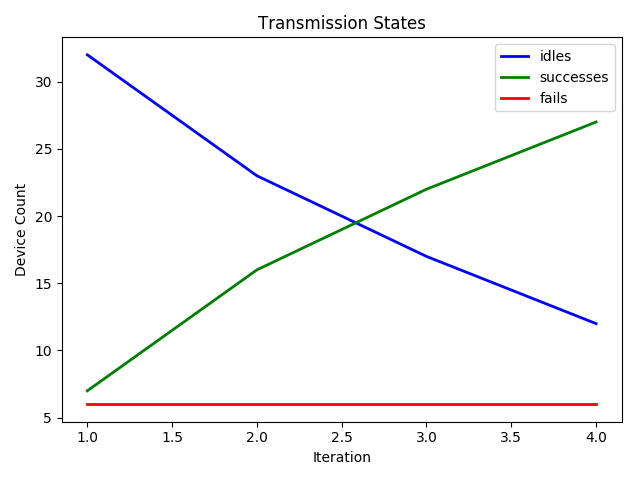 Transmission States
idles
successes
fails
Device Count
30
25
20
15
10
5
1.0 1.5 2.0 2.5 3.0 3.5 4.0
Iteration